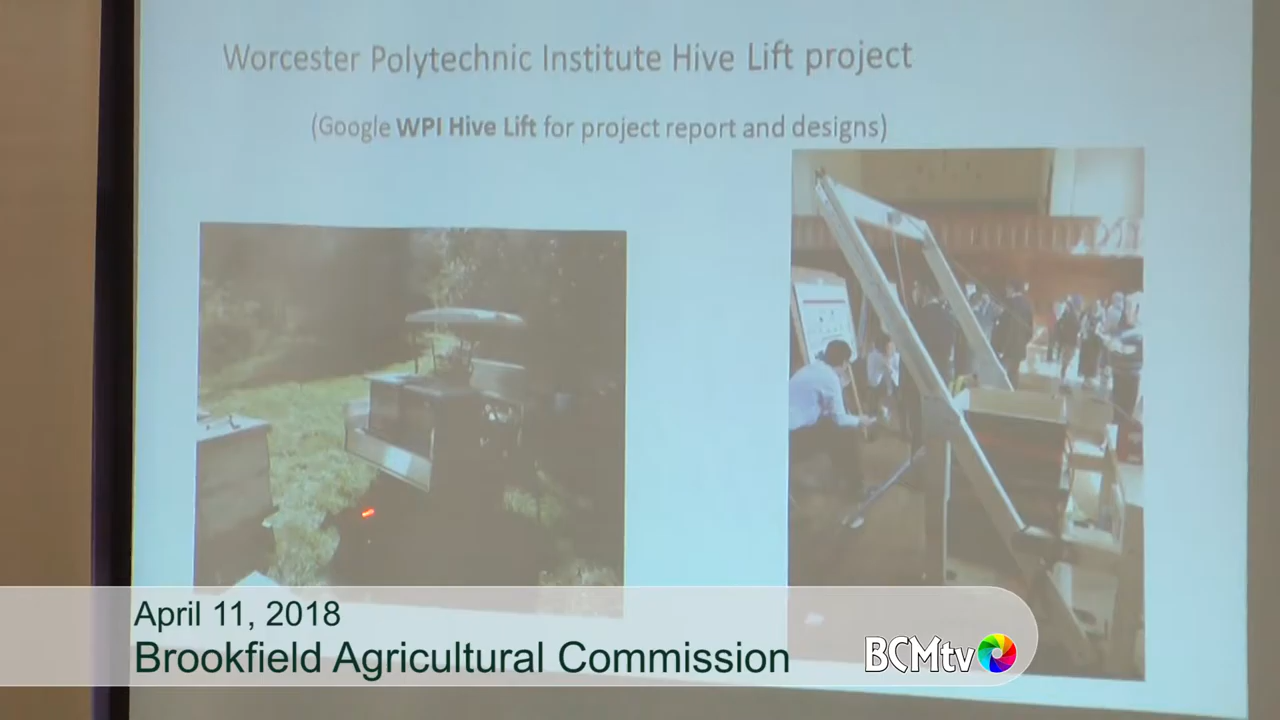 Worcester Polytechnic Institute Hive Lift project
(Google WPI Hive Lift for project report and designs)
April 11, 2018
Brookfield Agricultural Commission
BCMtv